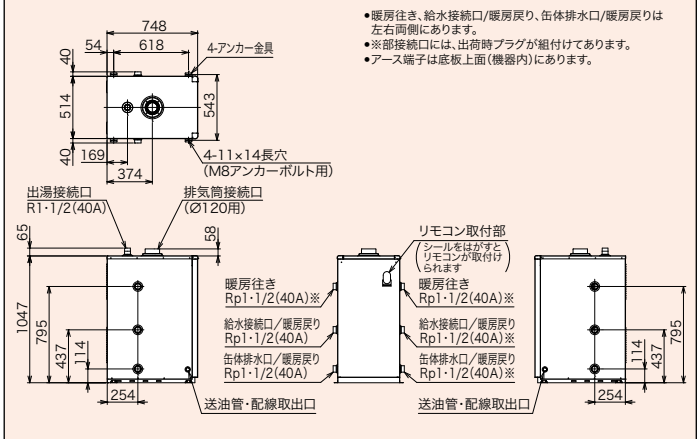 748
54
618
4-アンカー金具
40
514
543
40
169
374
4-11×14長穴
(M8アンカーボルト用)
●暖房往き、給水接続口/暖房戻り、缶体排水口/暖房戻りは
左右両側にあります。
●※部接続口には、出荷時プラグが組付けてあります。
●アース端子は底板上面(機器内)にあります。
出湯接続口
R1・1/2(40A)
排気筒接続口
(Ø120用)
65
58
1047
795
437
114
254
送油管・配線取出口
リモコン取付部
(シールをはがすと
リモコンが取付け
られます)
暖房往き
Rp1・1/2(40A)※
給水接続口/暖房戻り
Rp1・1/2(40A)
缶体排水口/暖房戻り
Rp1・1/2(40A)
暖房往き
Rp1・1/2(40A)※
給水接続口/暖房戻り
Rp1・1/2(40A)※
缶体排水口/暖房戻り
Rp1・1/2(40A)※
795
437
114
254
送油管・配線取出口